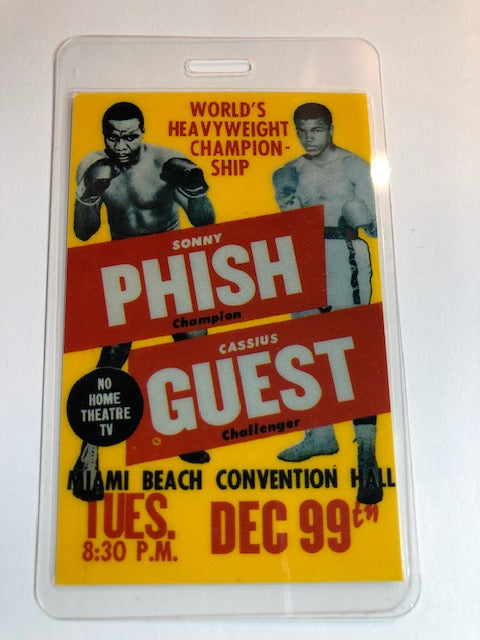 WORLD'S
HEAVYWEIGHT
CHAMPION-
SHIP
SONNY
PHISH
Champion
CASSIUS
GUEST
Challenger
NO
HOME
THEATRE
TV
MIAMI BEACH CONVENTION HALL
TUES. DEC 99th
8:30 P.M.